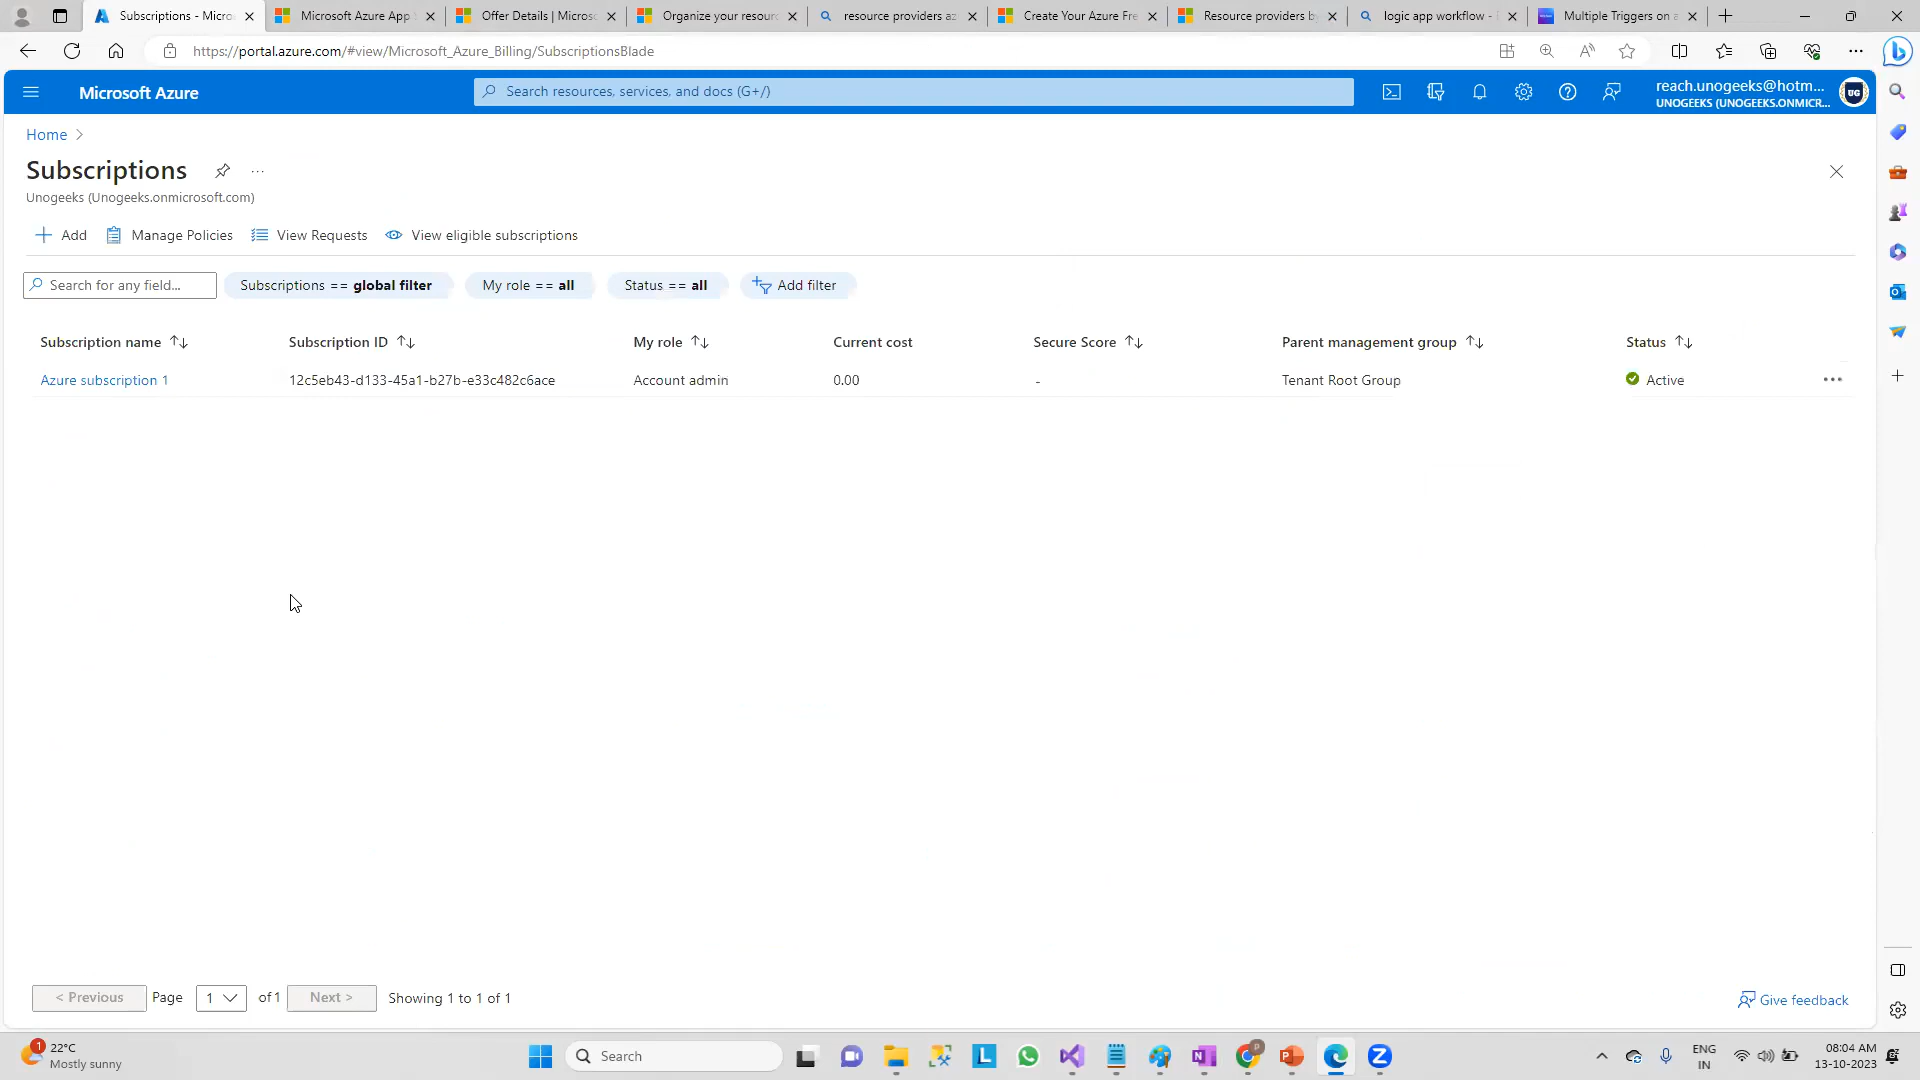 Subscriptions - Micro
Microsoft Azure App
Offer Details | Micros
Organize your resour
resource providers az
Create Your Azure Fre
Resource providers by
logic app workflow -
Multiple Triggers on a
https://portal.azure.com/#view/Microsoft_Azure_Billing/SubscriptionsBlade
Microsoft Azure
Search resources, services, and docs (G+/)
reach.unogeeks@hotm...
UNOGEEKS (UNOGEEKS.ONMICR...
UG
Home
Subscriptions
Unogeeks (Unogeeks.onmicrosoft.com)
Add
Manage Policies
View Requests
View eligible subscriptions
Search for any field...
Subscriptions == global filter
My role == all
Status == all
Add filter
Subscription name
Subscription ID
My role
Current cost
Secure Score
Parent management group
Status
Azure subscription 1
12c5eb43-d133-45a1-b27b-e33c482c6ace
Account admin
0.00
-
Tenant Root Group
Active
< Previous
Page
1
of 1
Next >
Showing 1 to 1 of 1
Give feedback
1
22°C
Mostly sunny
Search
ENG
IN
08:04 AM
13-10-2023